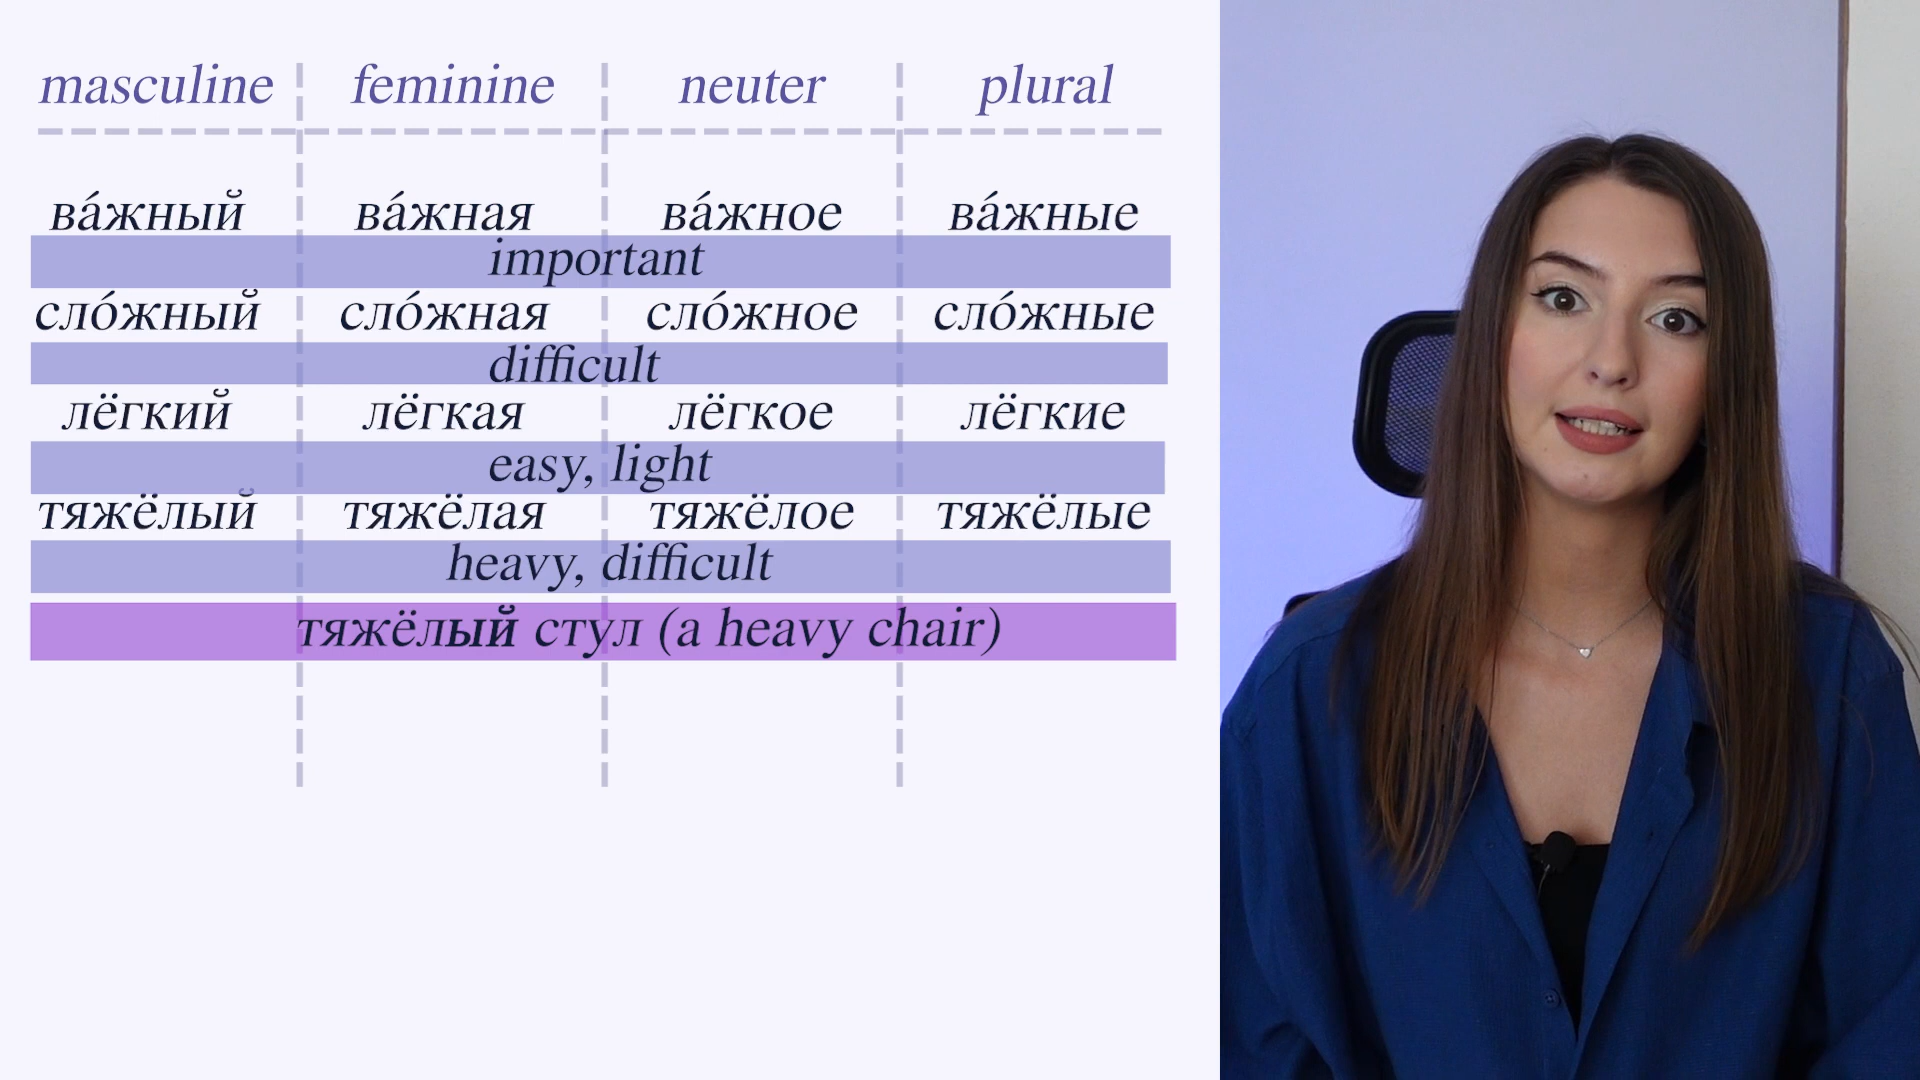 masculine feminine neuter plural
ва́жный ва́жная ва́жное ва́жные
important
сло́жный сло́жная сло́жное сло́жные
difficult
лёгкий лёгкая лёгкое лёгкие
easy, light
тяжёлый тяжёлая тяжёлое тяжёлые
heavy, difficult
тяжёлый стул (a heavy chair)